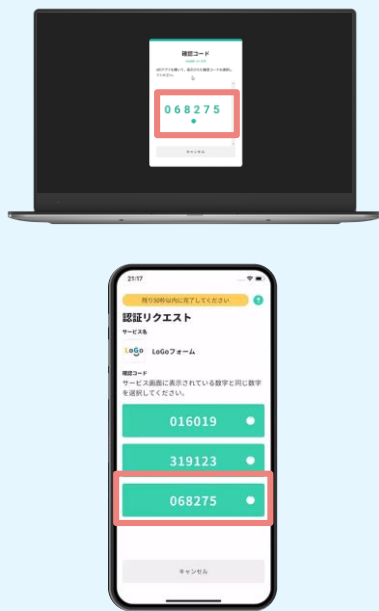 確認コード
068275
キャンセル
21:17
残り50秒以内に完了してください
?
認証リクエスト
サービス名
LoGo
LoGoフォーム
確認コード
サービス画面に表示されている数字と同じ数字
を選択してください。
016019
319123
068275
キャンセル